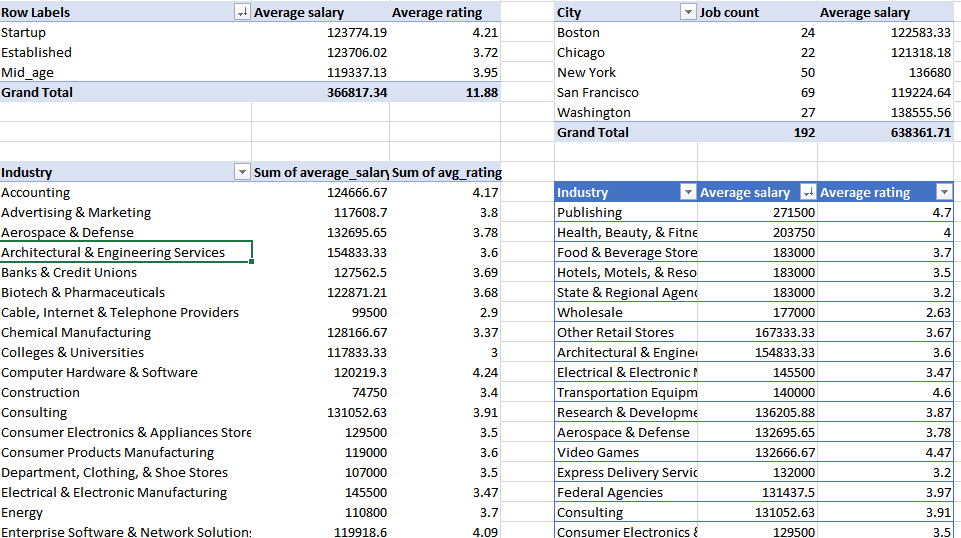 Row Labels Average salary Average rating
Startup 123774.19 4.21
Established 123706.02 3.72
Mid_age 119337.13 3.95
Grand Total 366817.34 11.88
City Job count Average salary
Boston 24 122583.33
Chicago 22 121318.18
New York 50 136680
San Francisco 69 119224.64
Washington 27 138555.56
Grand Total 192 638361.71
Industry Sum of average_salary Sum of avg_rating
Accounting 124666.67 4.17
Advertising & Marketing 117608.7 3.8
Aerospace & Defense 132695.65 3.78
Architectural & Engineering Services 154833.33 3.6
Banks & Credit Unions 127562.5 3.69
Biotech & Pharmaceuticals 122871.21 3.68
Cable, Internet & Telephone Providers 99500 2.9
Chemical Manufacturing 128166.67 3.37
Colleges & Universities 117833.33 3
Computer Hardware & Software 120219.3 4.24
Construction 74750 3.4
Consulting 131052.63 3.91
Consumer Electronics & Appliances Store 129500 3.5
Consumer Products Manufacturing 119000 3.6
Department, Clothing, & Shoe Stores 107000 3.5
Electrical & Electronic Manufacturing 145500 3.47
Energy 110800 3.7
Enterprise Software & Network Solution 119918.6 4.09
Industry Average salary Average rating
Publishing 271500 4.7
Health, Beauty, & Fitne 203750 4
Food & Beverage Store 183000 3.7
Hotels, Motels, & Reso 183000 3.5
State & Regional Agen 183000 3.2
Wholesale 177000 2.63
Other Retail Stores 167333.33 3.67
Architectural & Engine 154833.33 3.6
Electrical & Electronic 145500 3.47
Transportation Equipm 140000 4.6
Research & Developme 136205.88 3.87
Aerospace & Defense 132695.65 3.78
Video Games 132666.67 4.47
Express Delivery Servic 132000 3.2
Federal Agencies 131437.5 3.97
Consulting 131052.63 3.91
Consumer Electronics & 129500 3.5